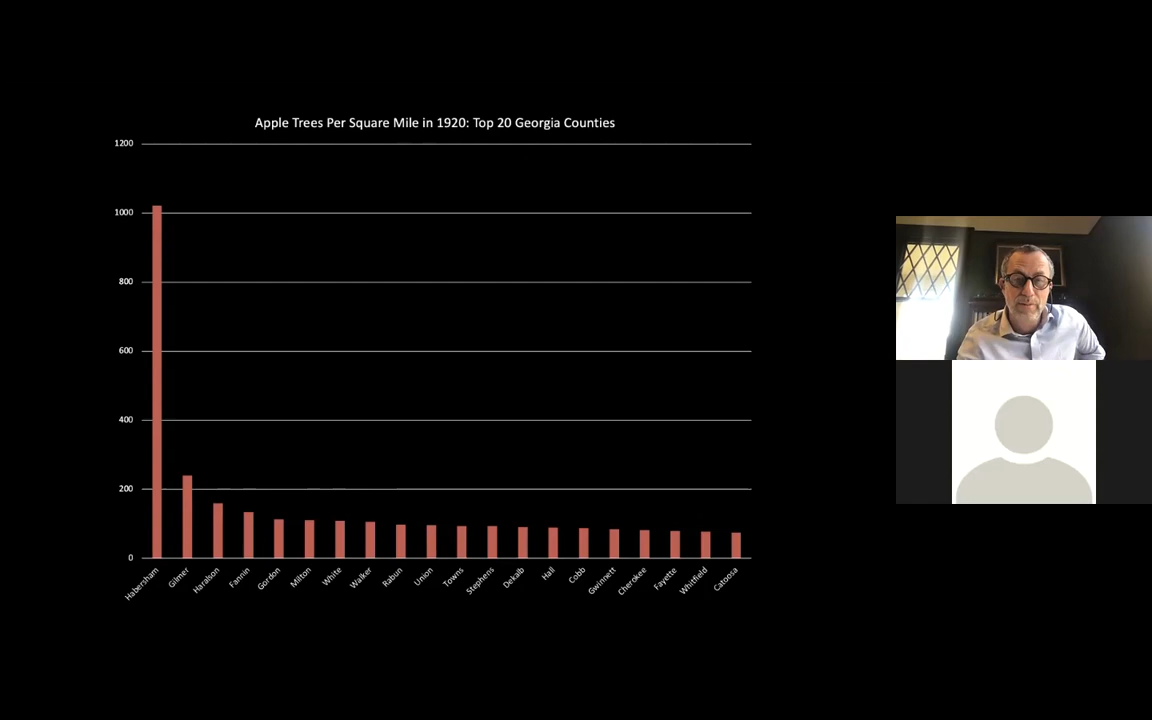 Apple Trees Per Square Mile in 1920: Top 20 Georgia Counties
1200
1000
800
600
400
200
0
Habersham
Gilmer
Haralson
Fannin
Gordon
Milton
White
Walker
Rabun
Union
Towns
Stephens
Dekalb
Hall
Cobb
Gwinnett
Cherokee
Fayette
Whitfield
Catoosa